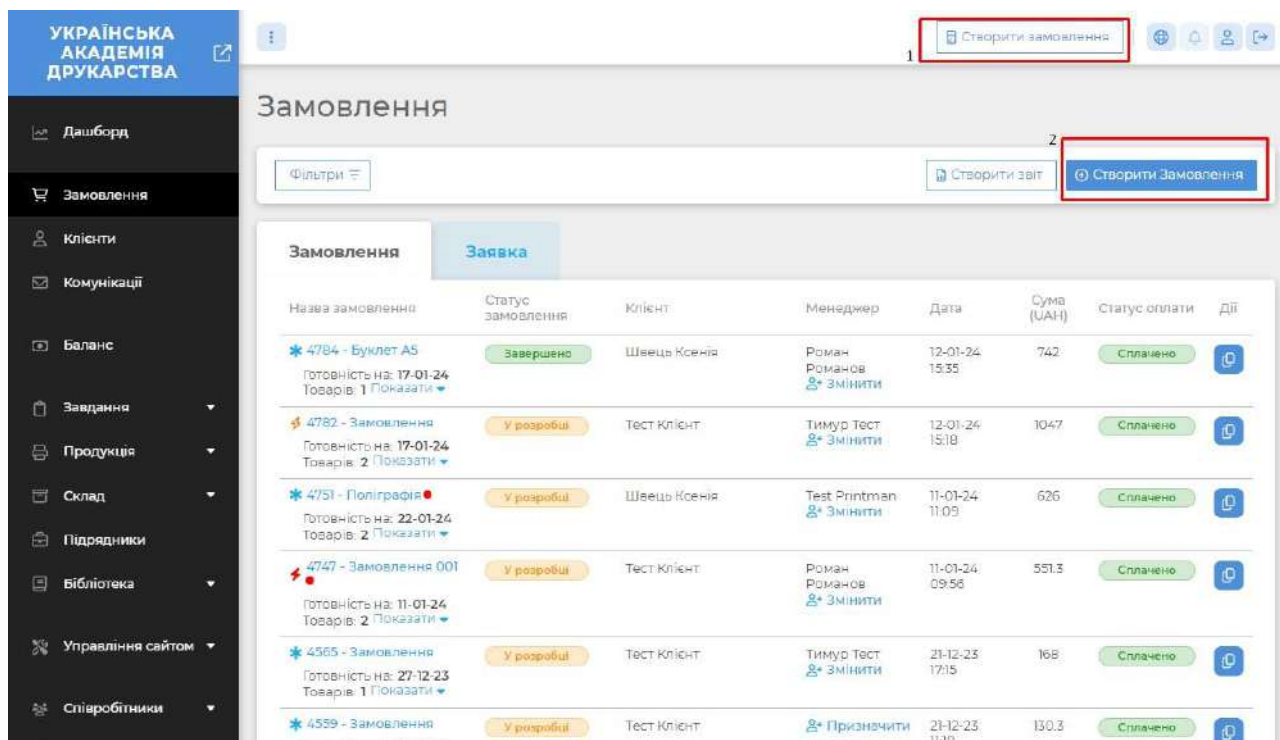 УКРАЇНСЬКА
АКАДЕМІЯ
ДРУКАРСТВА
1
Створити замовлення
Дашборд
Замовлення
Клієнти
Комунікації
Баланс
Завдання
Продукція
Склад
Підрядники
Бібліотека
Управління сайтом
Співробітники
Замовлення
2
Фільтри
Створити звіт
Створити Замовлення
Замовлення Заявка
Назва замовлення Статус замовлення Клієнт Менеджер Дата Сума (UAH) Статус оплати Дії
4784 - Буклет А5 Завершено Швець Ксенія Роман Романов 12-01-24 15:35 742 Сплачено
Змінити
Готовність на: 17-01-24
Товарів: 1 Показати
4782 - Замовлення У розробці Тест Клієнт Тимур Тест 12-01-24 15:18 1047 Сплачено
Змінити
Готовність на: 17-01-24
Товарів: 2 Показати
4751 - Поліграфія У розробці Швець Ксенія Test Printman 11-01-24 11:09 626 Сплачено
Змінити
Готовність на: 22-01-24
Товарів: 2 Показати
4747 - Замовлення 001 У розробці Тест Клієнт Роман Романов 11-01-24 09:56 551.3 Сплачено
Змінити
Готовність на: 11-01-24
Товарів: 2 Показати
4565 - Замовлення У розробці Тест Клієнт Тимур Тест 21-12-23 17:15 168 Сплачено
Змінити
Готовність на: 27-12-23
Товарів: 1 Показати
4559 - Замовлення У розробці Тест Клієнт Призначити 21-12-23 130.3 Сплачено